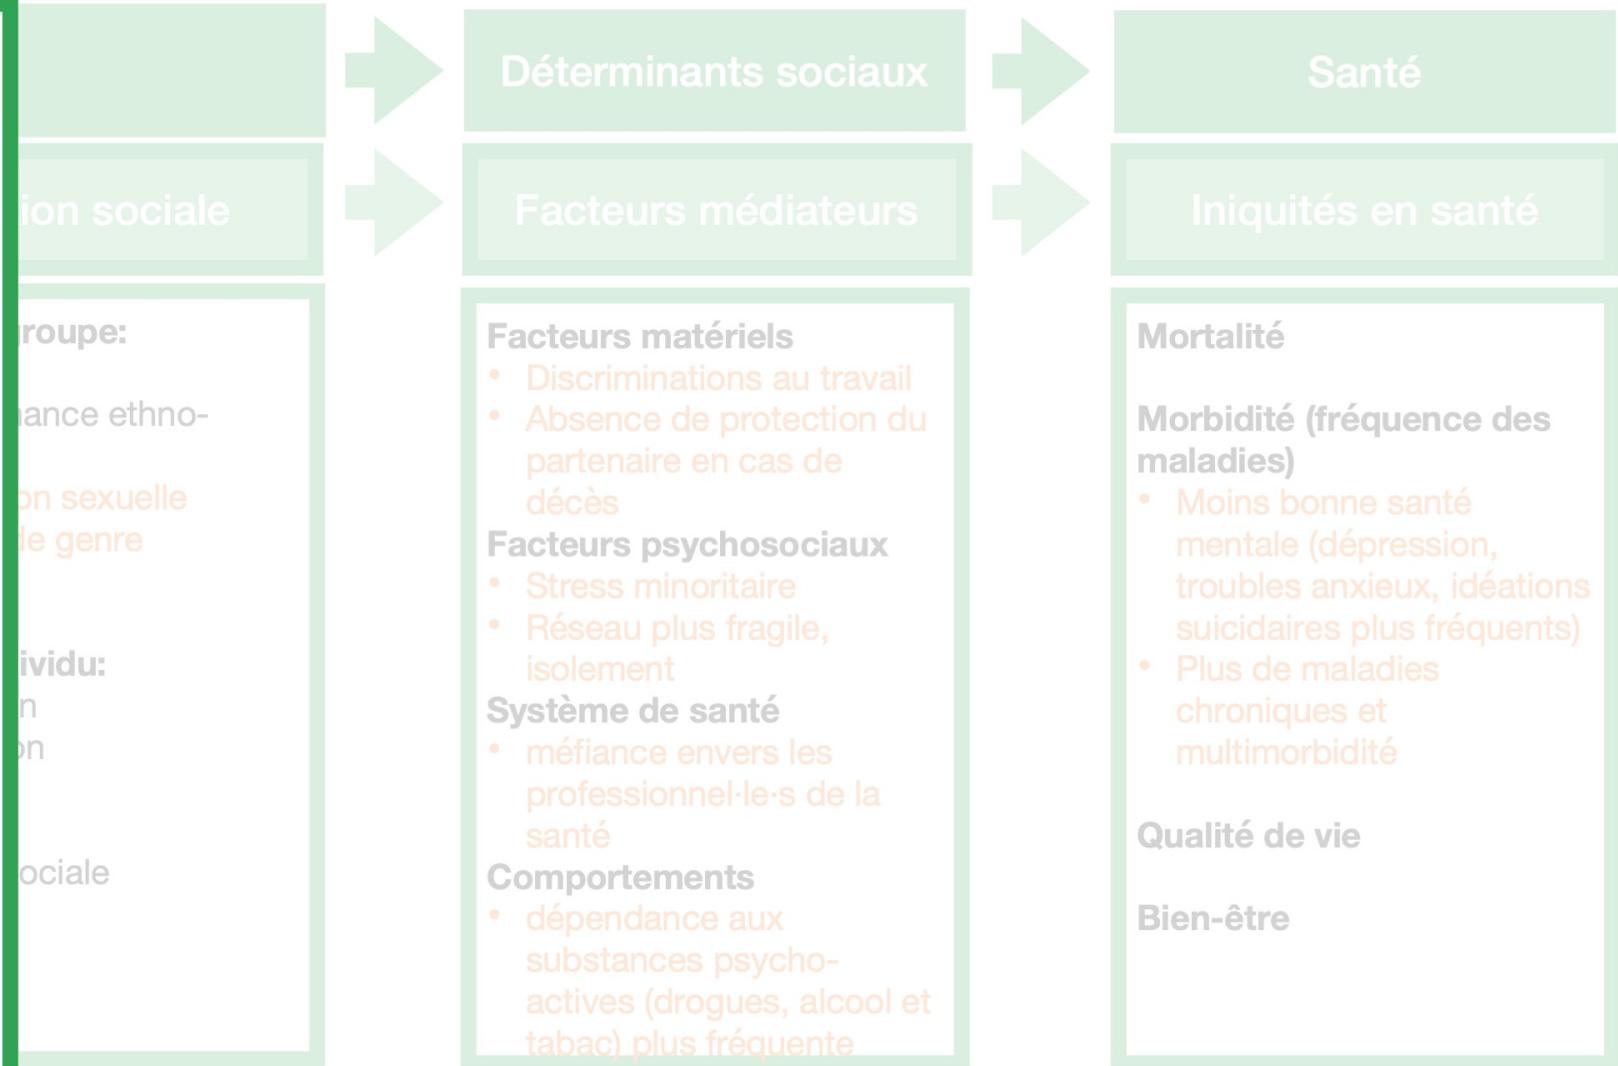 Déterminants sociaux
Santé
ion sociale
Facteurs médiateurs
Iniquités en santé
roupe:
ance ethno-
on sexuelle
de genre
ividu:
n
on
ociale
Facteurs matériels
• Discriminations au travail
• Absence de protection du
partenaire en cas de
décès
Facteurs psychosociaux
• Stress minoritaire
• Réseau plus fragile,
isolement
Système de santé
• méfiance envers les
professionnel·le·s de la
santé
Comportements
• dépendance aux
substances psycho-
actives (drogues, alcool et
tabac) plus fréquente
Mortalité
Morbidité (fréquence des
maladies)
• Moins bonne santé
mentale (dépression,
troubles anxieux, idéations
suicidaires plus fréquents)
• Plus de maladies
chroniques et
multimorbidité
Qualité de vie
Bien-être